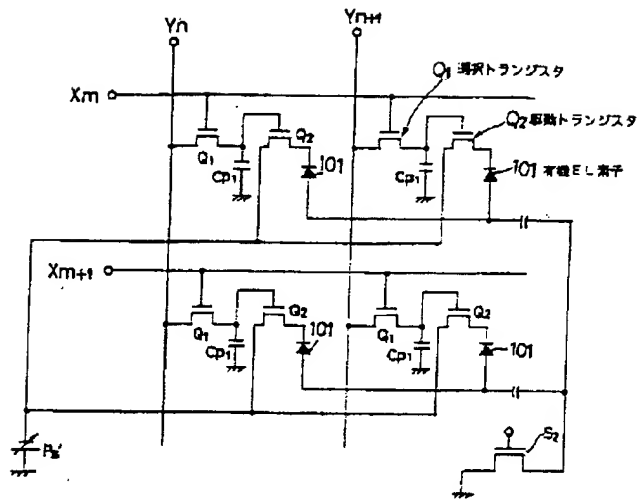 Yn
Yn+1
Q1 選択トランジスタ
Xm
Q1
Cp1
Q2
101
Q1
Cp1
Q2 駆動トランジスタ
101 有機EL素子
Xm+1
Q1
Cp1
Q2
101
Q1
Cp1
Q2
101
S2